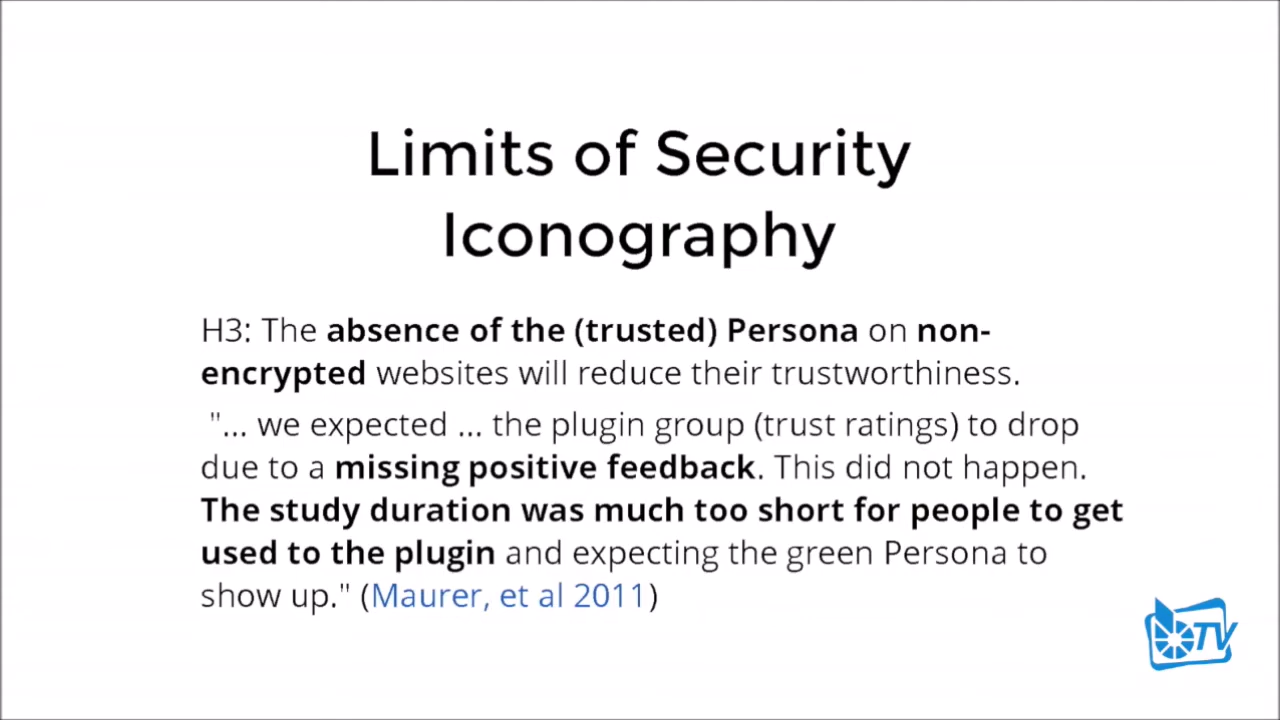 Limits of Security
Iconography
H3: The absence of the (trusted) Persona on non-
encrypted websites will reduce their trustworthiness.
"... we expected ... the plugin group (trust ratings) to drop
due to a missing positive feedback. This did not happen.
The study duration was much too short for people to get
used to the plugin and expecting the green Persona to
show up." (Maurer, et al 2011)
TV